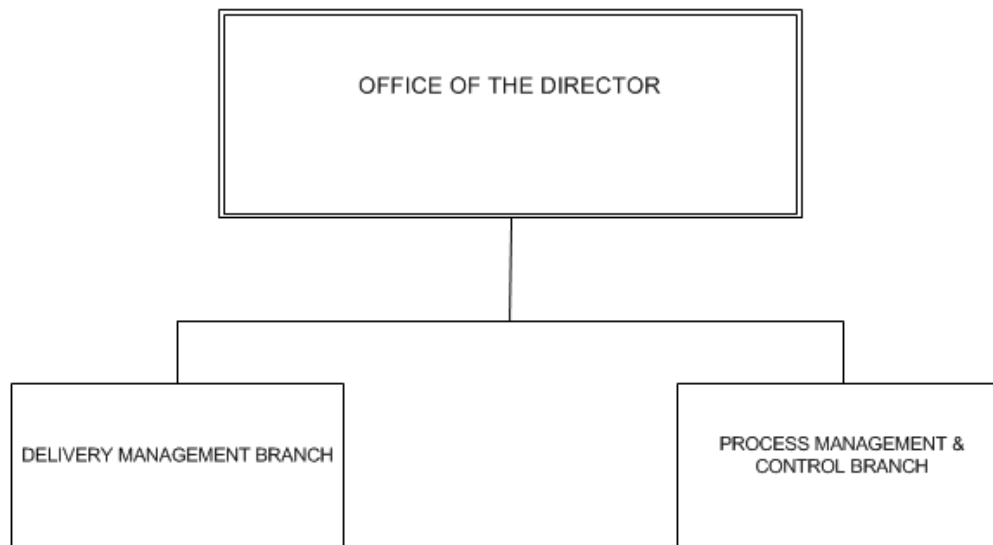 OFFICE OF THE DIRECTOR
DELIVERY MANAGEMENT BRANCH
PROCESS MANAGEMENT &
CONTROL BRANCH